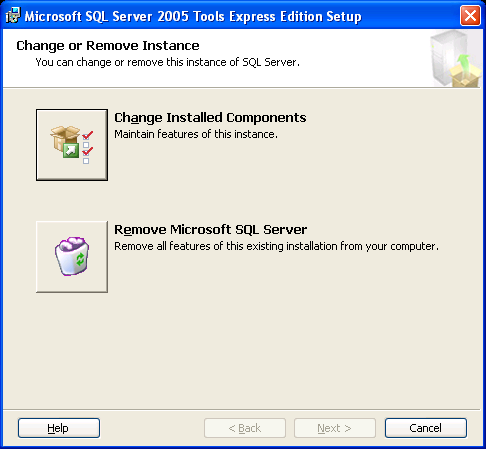 Microsoft SQL Server 2005 Tools Express Edition Setup
Change or Remove Instance
You can change or remove this instance of SQL Server.
Change Installed Components
Maintain features of this instance.
Remove Microsoft SQL Server
Remove all features of this existing installation from your computer.
Help
< Back
Next >
Cancel